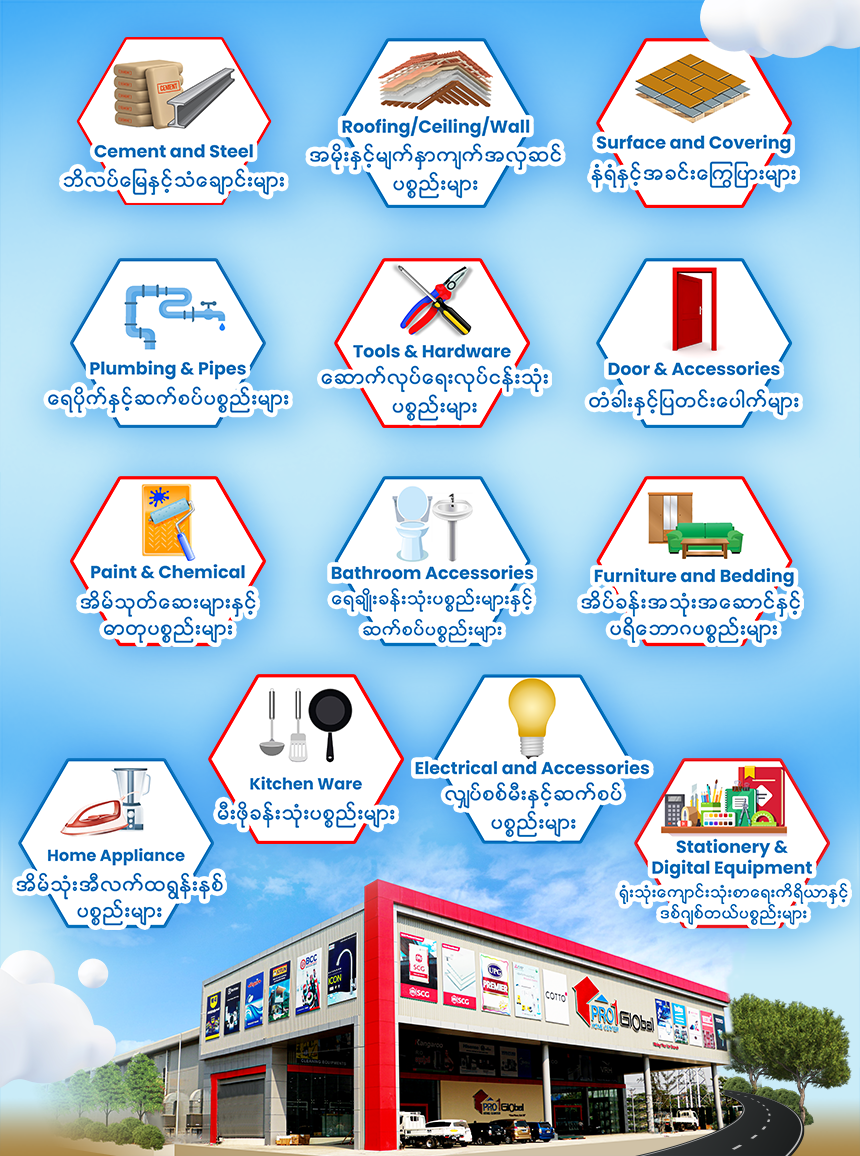 CEMENT
Cement and Steel
ဘိလပ်မြေနှင့်သံချောင်းများ
Roofing/Ceiling/Wall
အမိုးနှင့်မျက်နှာကျက်အလှဆင်
ပစ္စည်းများ
Surface and Covering
နံရံနှင့်အခင်းကြွေပြားများ
Plumbing & Pipes
ရေပိုက်နှင့်ဆက်စပ်ပစ္စည်းများ
Tools & Hardware
ဆောက်လုပ်ရေးလုပ်ငန်းသုံး
ပစ္စည်းများ
Door & Accessories
တံခါးနှင့်ပြတင်းပေါက်များ
Paint & Chemical
အိမ်သုတ်ဆေးများနှင့်
ဓာတုပစ္စည်းများ
Bathroom Accessories
ရေချိုးခန်းသုံးပစ္စည်းများနှင့်
ဆက်စပ်ပစ္စည်းများ
Furniture and Bedding
အိပ်ခန်းအသုံးအဆောင်နှင့်
ပရိဘောဂပစ္စည်းများ
Kitchen Ware
မီးဖိုခန်းသုံးပစ္စည်းများ
Electrical and Accessories
လျှပ်စစ်မီးနှင့်ဆက်စပ်
ပစ္စည်းများ
Home Appliance
အိမ်သုံးအီလက်ထရွန်းနစ်
ပစ္စည်းများ
Stationery &
Digital Equipment
ရုံးသုံးကျောင်းသုံးစာရေးကိရိယာနှင့်
ဒစ်ဂျစ်တယ်ပစ္စည်းများ
BCC
ICON
SCG
SCG
SCG
UPG
PREMIER
COTTO
PRO1 Global
HOME CENTER
PRO1 Global
HOME CENTER